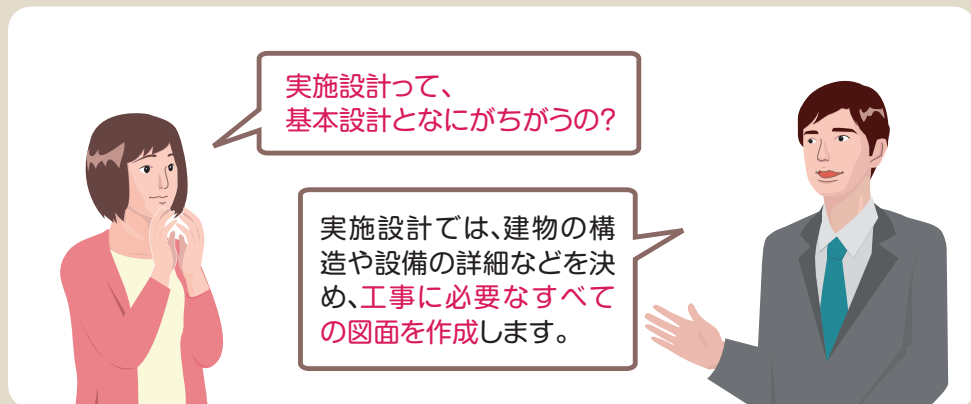 実施設計って、
基本設計となにがちがうの?
実施設計では、建物の構
造や設備の詳細などを決
め、工事に必要なすべて
の図面を作成します。